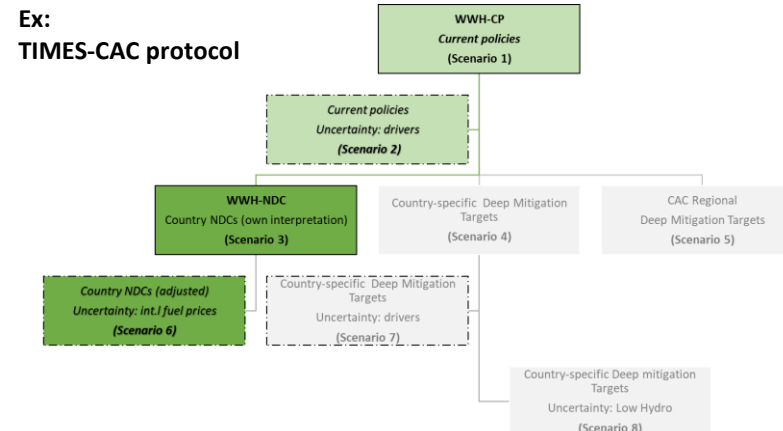 Ex:
TIMES-CAC protocol
WWH-CP
Current policies
(Scenario 1)
Current policies
Uncertainty: drivers
(Scenario 2)
WWH-NDC
Country NDCs (own interpretation)
(Scenario 3)
Country-specific Deep Mitigation
Targets
(Scenario 4)
CAC Regional
Deep Mitigation Targets
(Scenario 5)
Country NDCs (adjusted)
Uncertainty: int.l fuel prices
(Scenario 6)
Country-specific Deep Mitigation
Targets
Uncertainty: drivers
(Scenario 7)
Country-specific Deep mitigation
Targets
Uncertainty: Low Hydro
(Scenario 8)